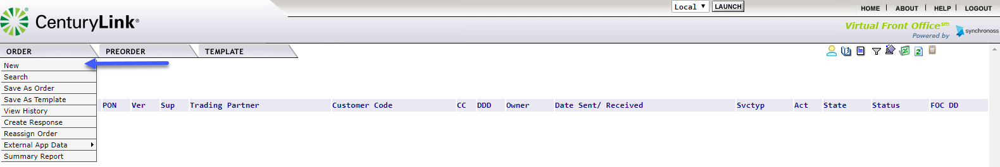 Local LAUNCH
HOME | ABOUT | HELP | LOGOUT
CenturyLink®
Virtual Front Office℠
Powered by synchronoss
ORDER PREORDER TEMPLATE
New
Search
Save As Order
Save As Template
View History
Create Response
Reassign Order
External App Data
Summary Report
PON Ver Sup Trading Partner Customer Code CC DDD Owner Date Sent/ Received Svctyp Act State Status FOC DD